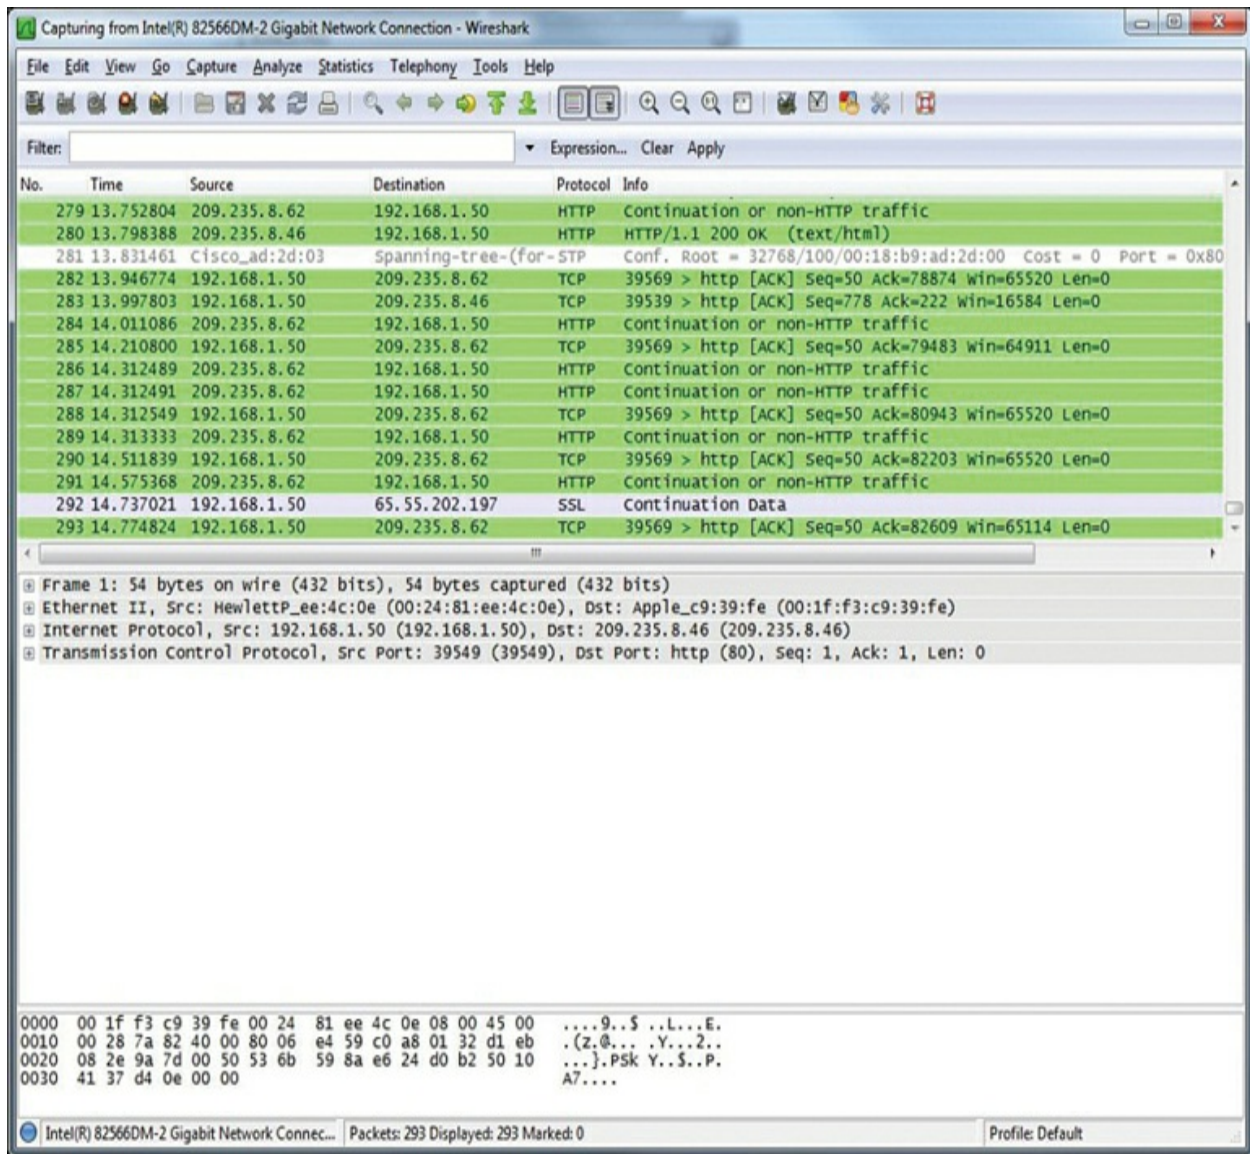 Capturing from Intel(R) 82566DM-2 Gigabit Network Connection - Wireshark
File Edit View Go Capture Analyze Statistics Telephony Tools Help
Filter: Expression... Clear Apply
No. Time Source Destination Protocol Info
279 13.752804 209.235.8.62 192.168.1.50 HTTP Continuation or non-HTTP traffic
280 13.798388 209.235.8.46 192.168.1.50 HTTP HTTP/1.1 200 OK (text/html)
281 13.831461 Cisco_ad:2d:03 Spanning-tree-(for- STP Conf. Root = 32768/100/00:18:b9:ad:2d:00 Cost = 0 Port = 0x80
282 13.946774 192.168.1.50 209.235.8.62 TCP 39569 > http [ACK] Seq=50 Ack=78874 Win=65520 Len=0
283 13.997803 192.168.1.50 209.235.8.46 TCP 39539 > http [ACK] Seq=778 Ack=222 Win=16584 Len=0
284 14.011086 209.235.8.62 192.168.1.50 HTTP Continuation or non-HTTP traffic
285 14.210800 192.168.1.50 209.235.8.62 TCP 39569 > http [ACK] Seq=50 Ack=79483 Win=64911 Len=0
286 14.312489 209.235.8.62 192.168.1.50 HTTP Continuation or non-HTTP traffic
287 14.312491 209.235.8.62 192.168.1.50 HTTP Continuation or non-HTTP traffic
288 14.312549 192.168.1.50 209.235.8.62 TCP 39569 > http [ACK] Seq=50 Ack=80943 Win=65520 Len=0
289 14.313333 209.235.8.62 192.168.1.50 HTTP Continuation or non-HTTP traffic
290 14.511839 192.168.1.50 209.235.8.62 TCP 39569 > http [ACK] Seq=50 Ack=82203 Win=65520 Len=0
291 14.575368 209.235.8.62 192.168.1.50 HTTP Continuation or non-HTTP traffic
292 14.737021 192.168.1.50 65.55.202.197 SSL Continuation Data
293 14.774824 192.168.1.50 209.235.8.62 TCP 39569 > http [ACK] Seq=50 Ack=82609 Win=65114 Len=0
Frame 1: 54 bytes on wire (432 bits), 54 bytes captured (432 bits)
Ethernet II, Src: HewlettP_ee:4c:0e (00:24:81:ee:4c:0e), Dst: Apple_c9:39:fe (00:1f:f3:c9:39:fe)
Internet Protocol, Src: 192.168.1.50 (192.168.1.50), Dst: 209.235.8.46 (209.235.8.46)
Transmission Control Protocol, Src Port: 39549 (39549), Dst Port: http (80), Seq: 1, Ack: 1, Len: 0
0000 00 1f f3 c9 39 fe 00 24 81 ee 4c 0e 08 00 45 00 ....9..$ ..L...E.
0010 00 28 7a 82 40 00 80 06 e4 59 c0 a8 01 32 d1 eb .(z.@... .Y...2..
0020 08 2e 9a 7d 00 50 53 6b 59 8a e6 24 d0 b2 50 10 ...}.PSk Y..$..P.
0030 41 37 d4 0e 00 00 A7....
Intel(R) 82566DM-2 Gigabit Network Connec... Packets: 293 Displayed: 293 Marked: 0 Profile: Default